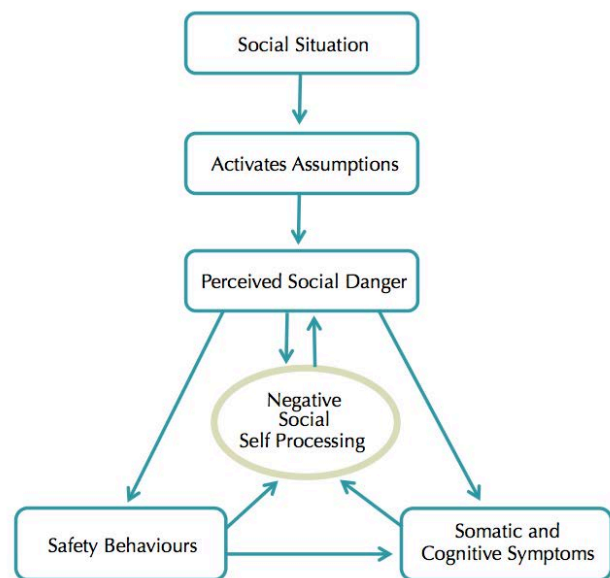 Social Situation
Activates Assumptions
Perceived Social Danger
Negative
Social
Self Processing
Safety Behaviours
Somatic and
Cognitive Symptoms